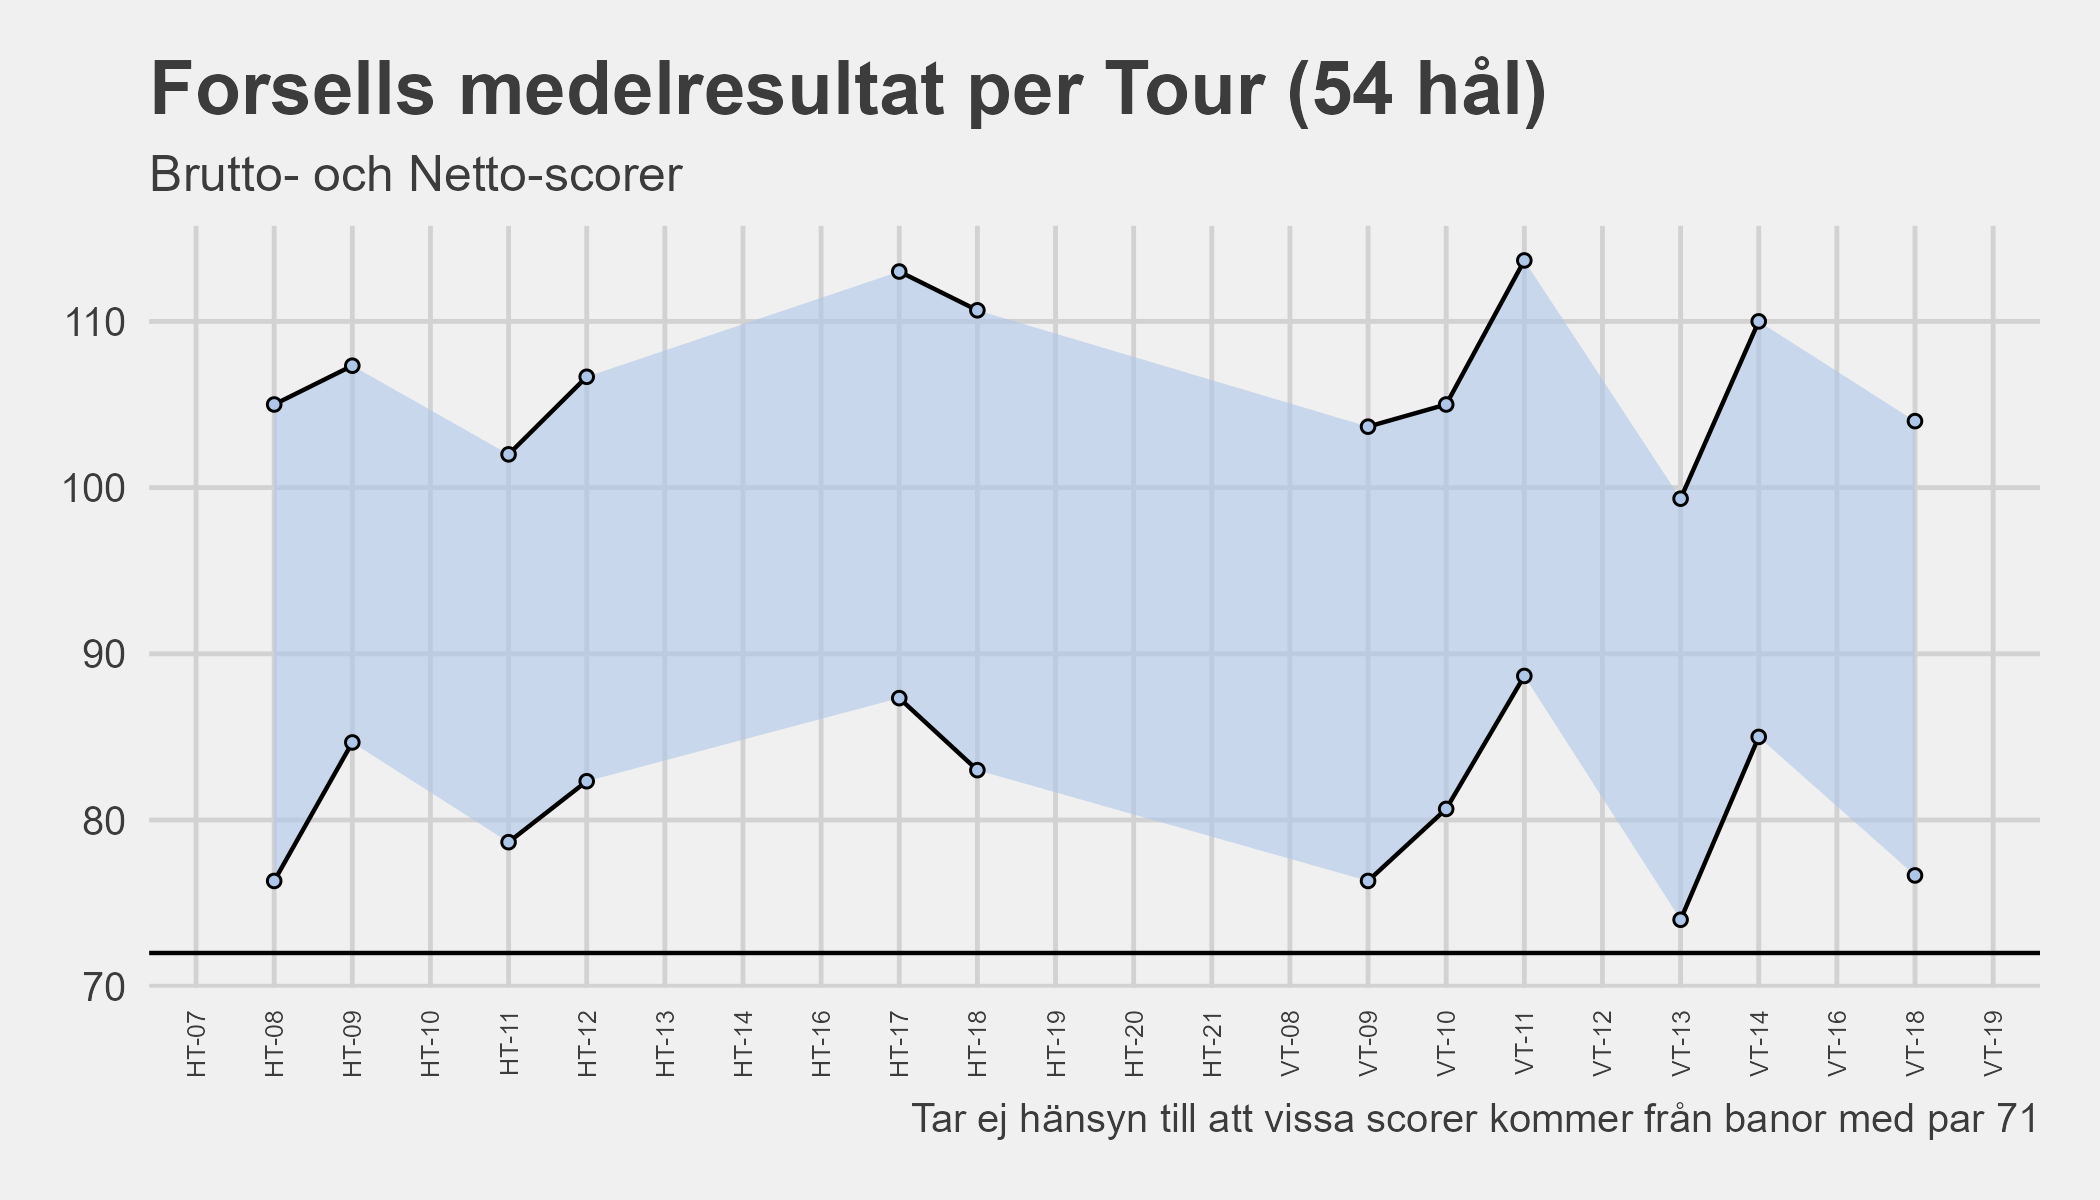 Forsells medelresultat per Tour (54 hål)
Brutto- och Netto-scorer
110
100
90
80
70
HT-07
HT-08
HT-09
HT-10
HT-11
HT-12
HT-13
HT-14
HT-16
HT-17
HT-18
HT-19
HT-20
HT-21
VT-08
VT-09
VT-10
VT-11
VT-12
VT-13
VT-14
VT-16
VT-18
VT-19
Tar ej hänsyn till att vissa scorer kommer från banor med par 71